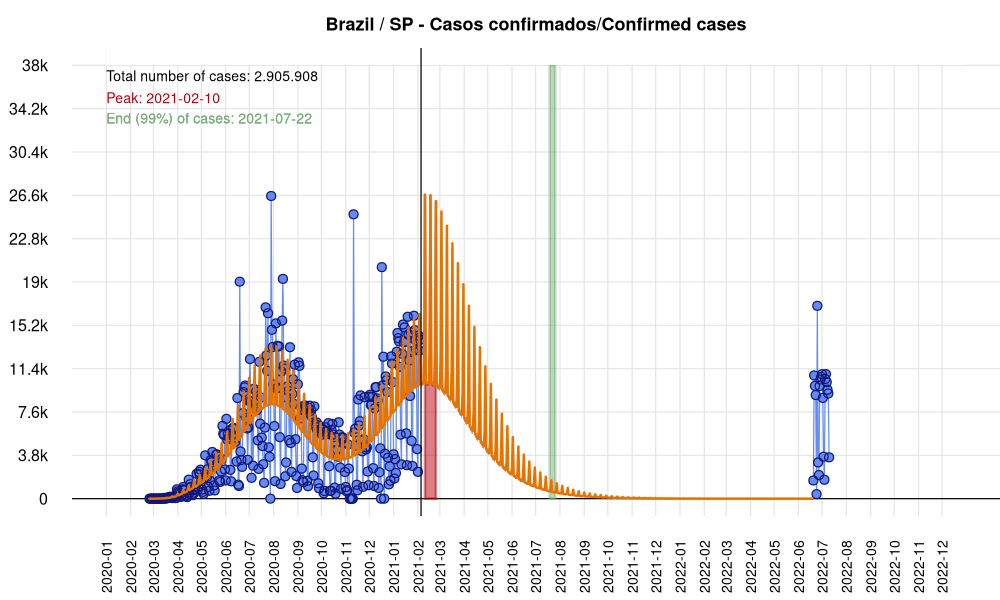 Brazil / SP - Casos confirmados/Confirmed cases
38k
Total number of cases: 2.905.908
Peak: 2021-02-10
34.2k
End (99%) of cases: 2021-07-22
30.4k
26.6k
22.8k
19k
15.2k
11.4k
7.6k
3.8k
0
2020-01
2020-02
2020-03
2020-04
2020-05
2020-06
2020-07
2020-08
2020-09
2020-10
2020-11
2020-12
2021-01
2021-02
2021-03
2021-04
2021-05
2021-06
2021-07
2021-08
2021-09
2021-10
2021-11
2021-12
2022-01
2022-02
2022-03
2022-04
2022-05
2022-06
2022-07
2022-08
2022-09
2022-10
2022-11
2022-12